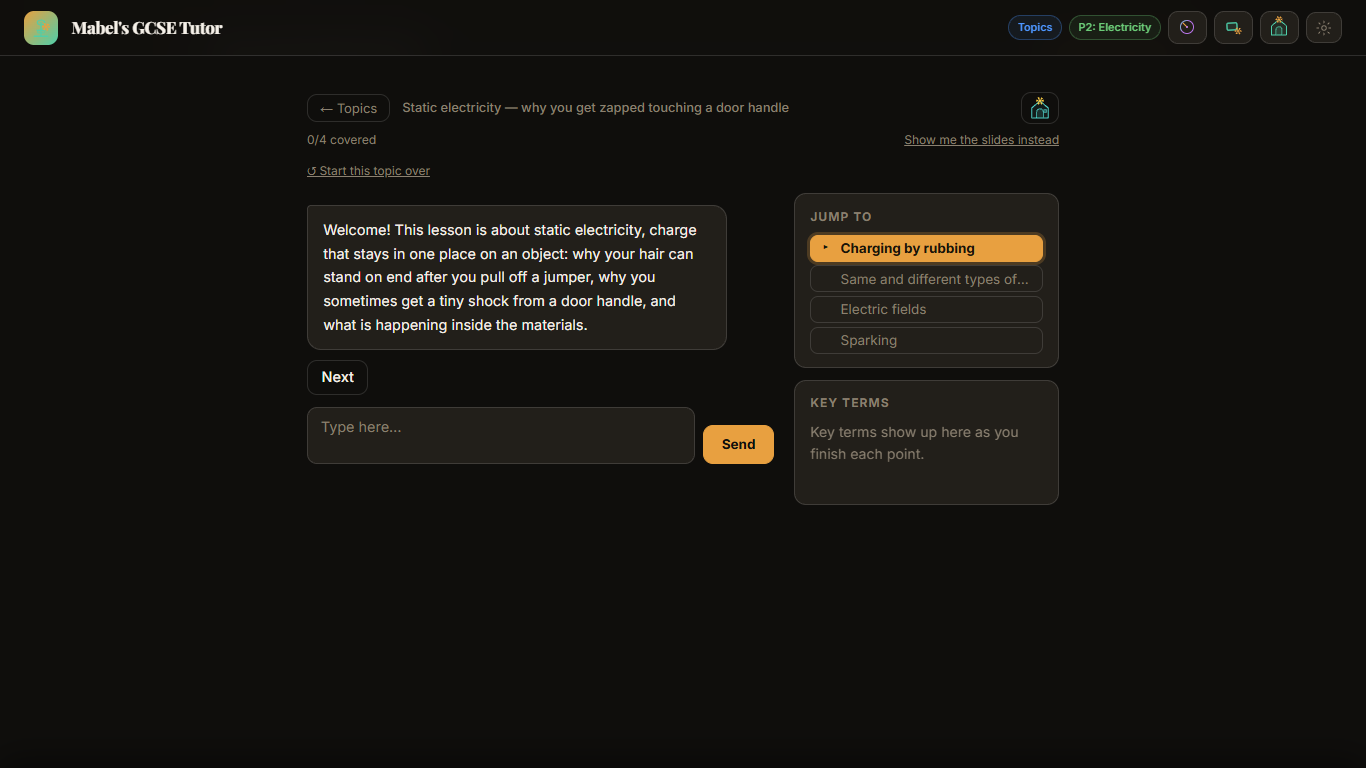 Mabel's GCSE Tutor
Topics
P2: Electricity
← Topics
Static electricity — why you get zapped touching a door handle
0/4 covered
Show me the slides instead
↺ Start this topic over
Welcome! This lesson is about static electricity, charge
that stays in one place on an object: why your hair can
stand on end after you pull off a jumper, why you
sometimes get a tiny shock from a door handle, and
what is happening inside the materials.
Next
Type here...
Send
JUMP TO
Charging by rubbing
Same and different types of...
Electric fields
Sparking
KEY TERMS
Key terms show up here as you
finish each point.